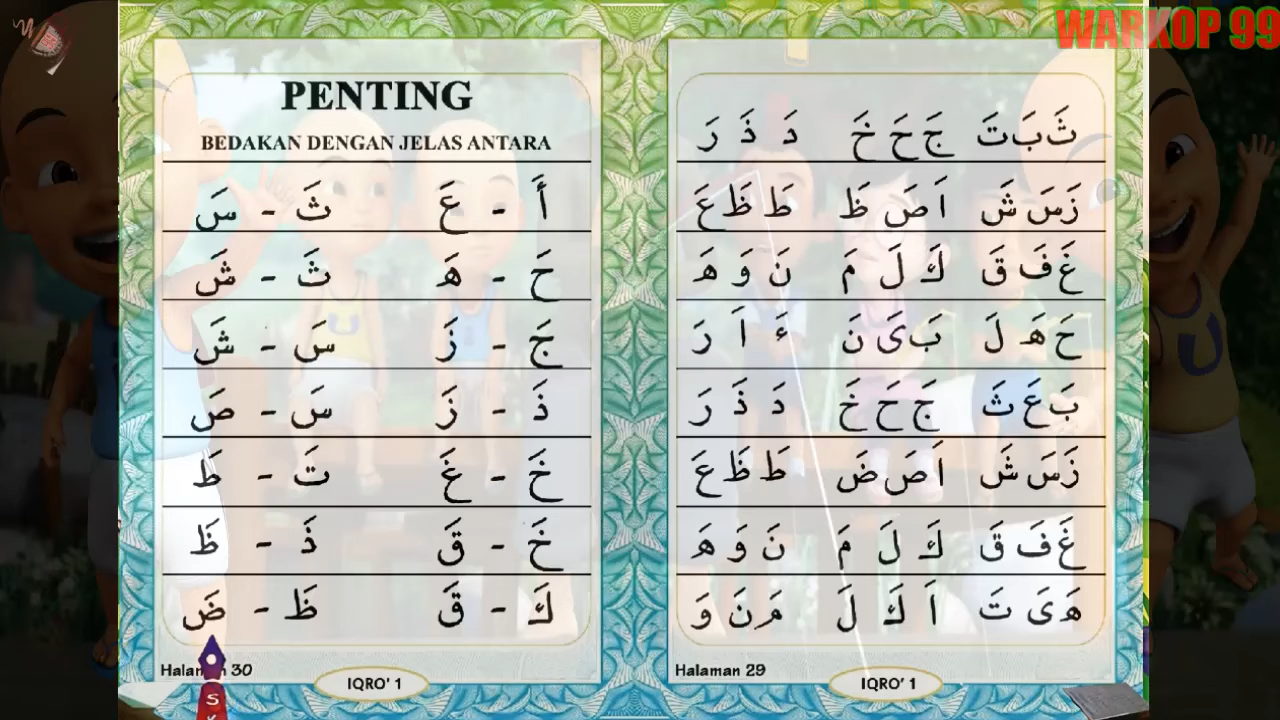 WARKOP 99
PENTING
BEDAKAN DENGAN JELAS ANTARA
أَ - عَ ثَ - سَ
حَ - هَ ثَ - شَ
جَ - زَ سَ - شَ
ذَ - زَ سَ - صَ
خَ - غَ تَ - طَ
خَ - قَ ذَ - ظَ
كَ - قَ ظَ - ضَ
Halaman 30
IQRO' 1
ثَ بَ تَ جَ حَ خَ دَ ذَ رَ
زَ سَ شَ اَ صَ ظَ طَ ظَ عَ
غَ فَ قَ كَ لَ مَ نَ وَ هَ
حَ هَ لَ بَ یَ نَ ءَ اَ رَ
بَ عَ ثَ جَ حَ خَ دَ ذَ رَ
زَ سَ شَ اَ صَ ضَ طَ ظَ عَ
غَ فَ قَ كَ لَ مَ نَ وَ هَ
هَ یَ تَ اَ كَ لَ مَ نَ وَ
Halaman 29
IQRO' 1